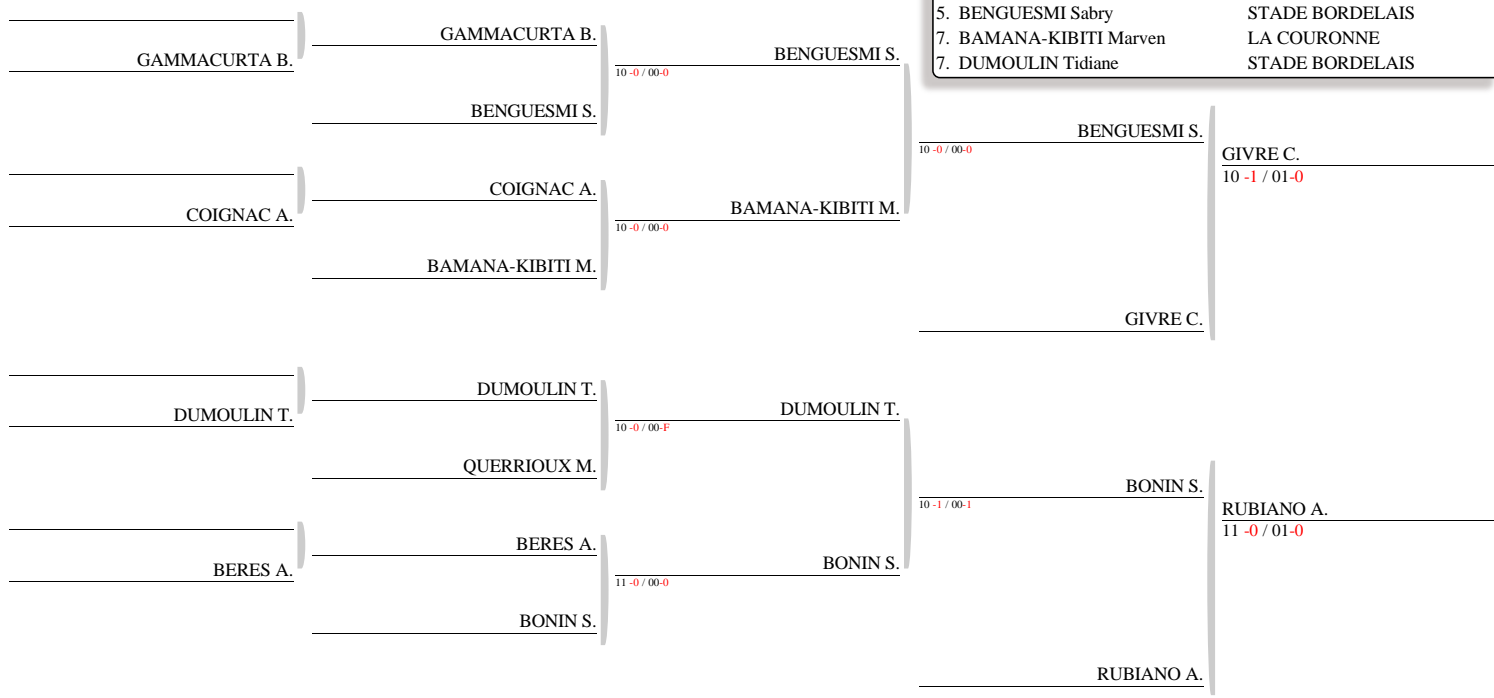 5. BENGUESMI Sabry STADE BORDELAIS
7. BAMANA-KIBITI Marven LA COURONNE
7. DUMOULIN Tidiane STADE BORDELAIS
GAMMACURTA B.
COIGNAC A.
DUMOULIN T.
BERES A.
GAMMACURTA B.
BENGUESMI S.
COIGNAC A.
BAMANA-KIBITI M.
DUMOULIN T.
QUERRIOUX M.
BERES A.
BONIN S.
BENGUESMI S.
10 -0 / 00-0
BAMANA-KIBITI M.
10 -0 / 00-0
DUMOULIN T.
10 -0 / 00-F
BONIN S.
11 -0 / 00-0
BENGUESMI S.
10 -0 / 00-0
GIVRE C.
BONIN S.
10 -1 / 00-1
RUBIANO A.
GIVRE C.
10 -1 / 01-0
RUBIANO A.
11 -0 / 01-0